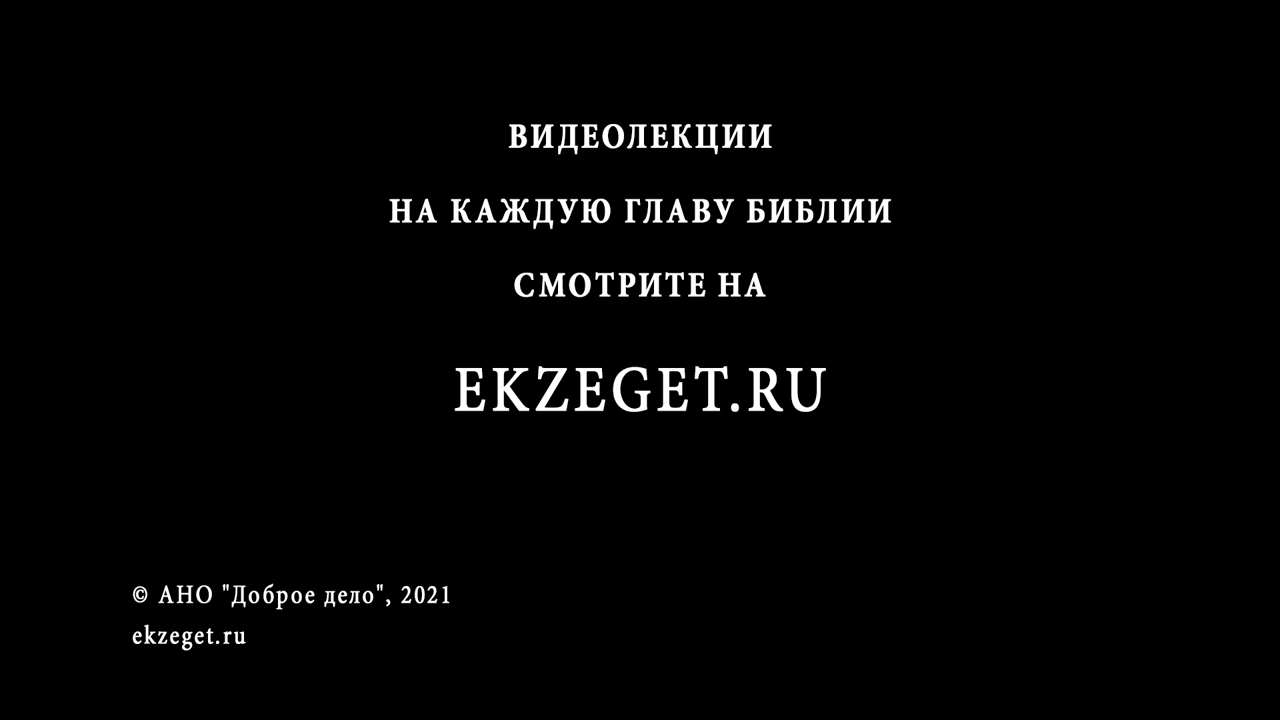 ВИДЕОЛЕКЦИИ
НА КАЖДУЮ ГЛАВУ БИБЛИИ
СМОТРИТЕ НА
EKZEGET.RU
© АНО "Доброе дело", 2021
ekzeget.ru